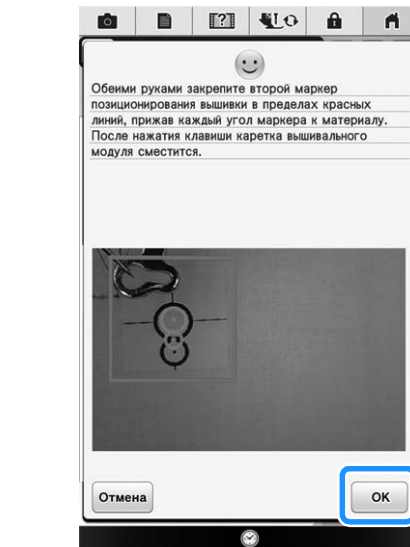 Обеими руками закрепите второй маркер
позиционирования вышивки в пределах красных
линий, прижав каждый угол маркера к материалу.
После нажатия клавиши каретка вышивального
модуля сместится.
Отмена
OK